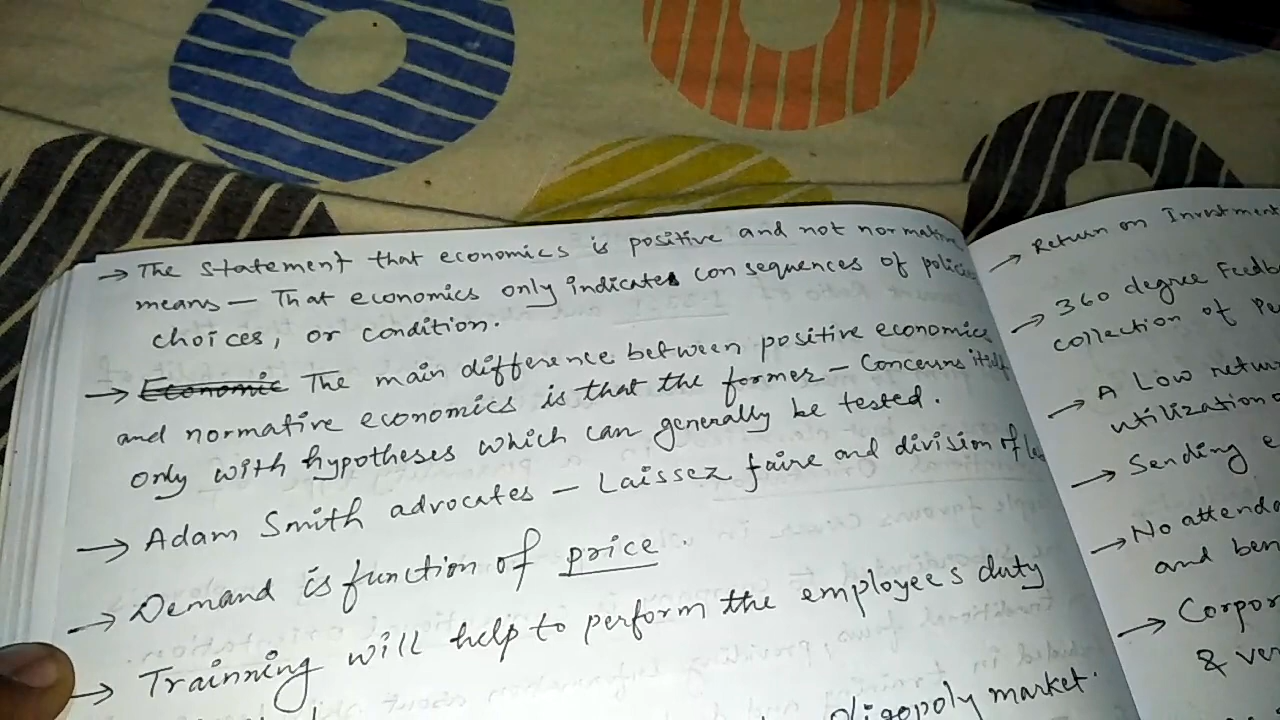 → The statement that economics is positive and not normative
means — That economics only indicates consequences of policies
choices, or condition.
→ Economic The main difference between positive economics
and normative economics is that the former — Concerns itself
only with hypotheses which can generally be tested.
→ Adam Smith advocates — Laissez faire and division of
→ Demand is function of price.
→ Trainning will help to perform the employees duty
oligopoly market.
→ Return on Investment
→ 360 degree Feedb
collection of Pe
→ A Low retur
utilization o
→ Sending e
→ No attenda
and ben
→ Corpor
& ver